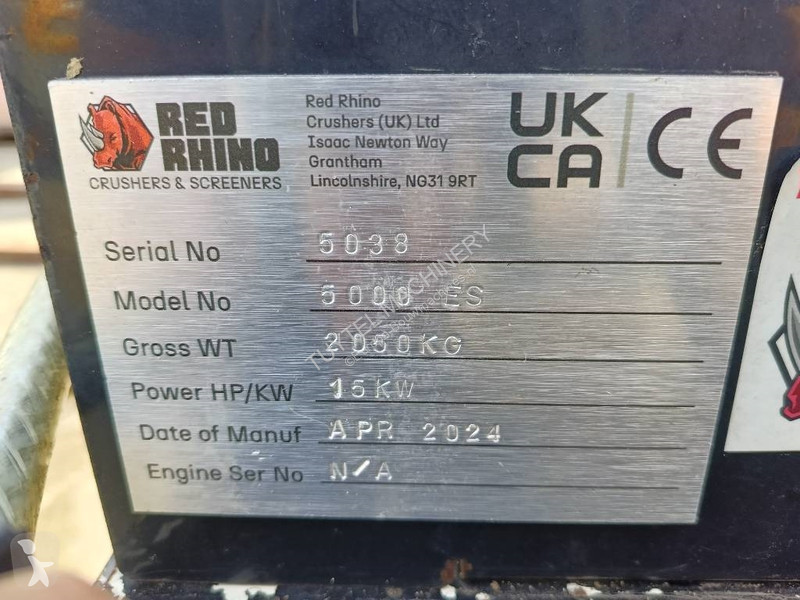 RED
RHINO
CRUSHERS & SCREENERS
Red Rhino
Crushers (UK) Ltd
Isaac Newton Way
Grantham
Lincolnshire, NG31 9RT
UK
CA
CE
Serial No 5038
Model No 5000 ES
Gross WT 2050KG
Power HP/KW 15KW
Date of Manuf APR 2024
Engine Ser No N/A